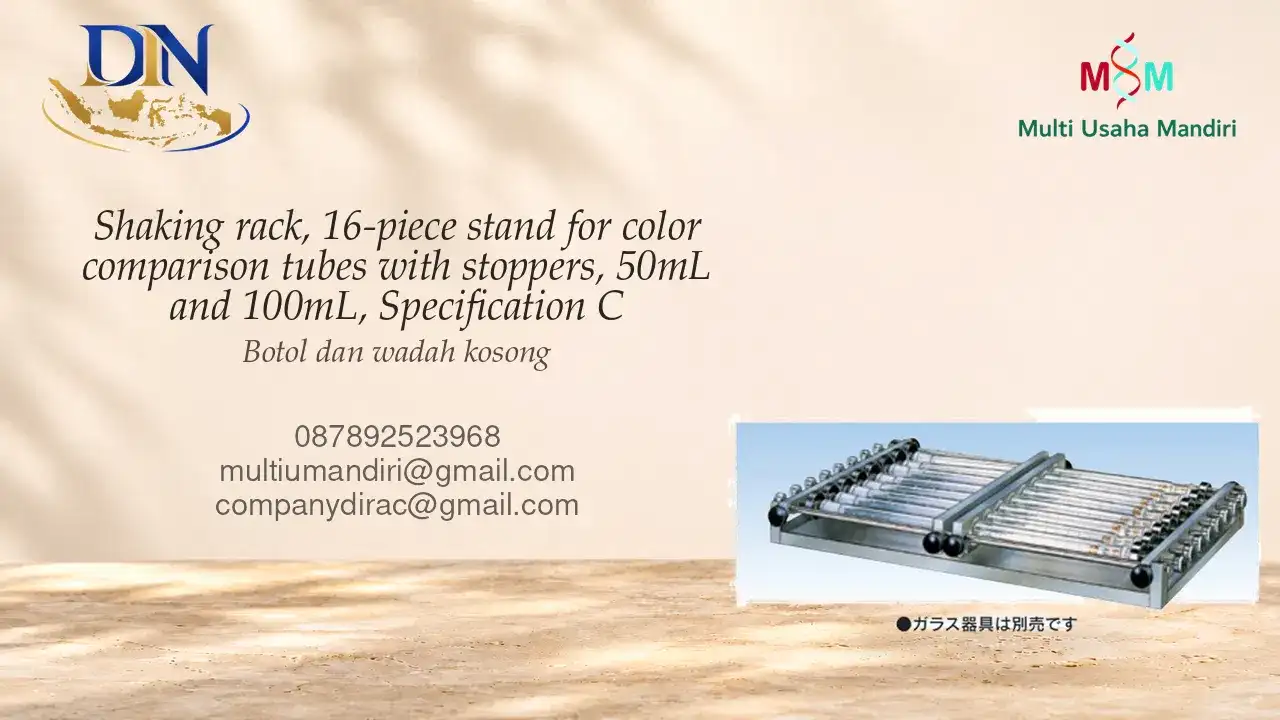 DIN
M M
Multi Usaha Mandiri
Shaking rack, 16-piece stand for color
comparison tubes with stoppers, 50mL
and 100mL, Specification C
Botol dan wadah kosong
087892523968
multiumandiri@gmail.com
companydirac@gmail.com
●ガラス器具は別売です